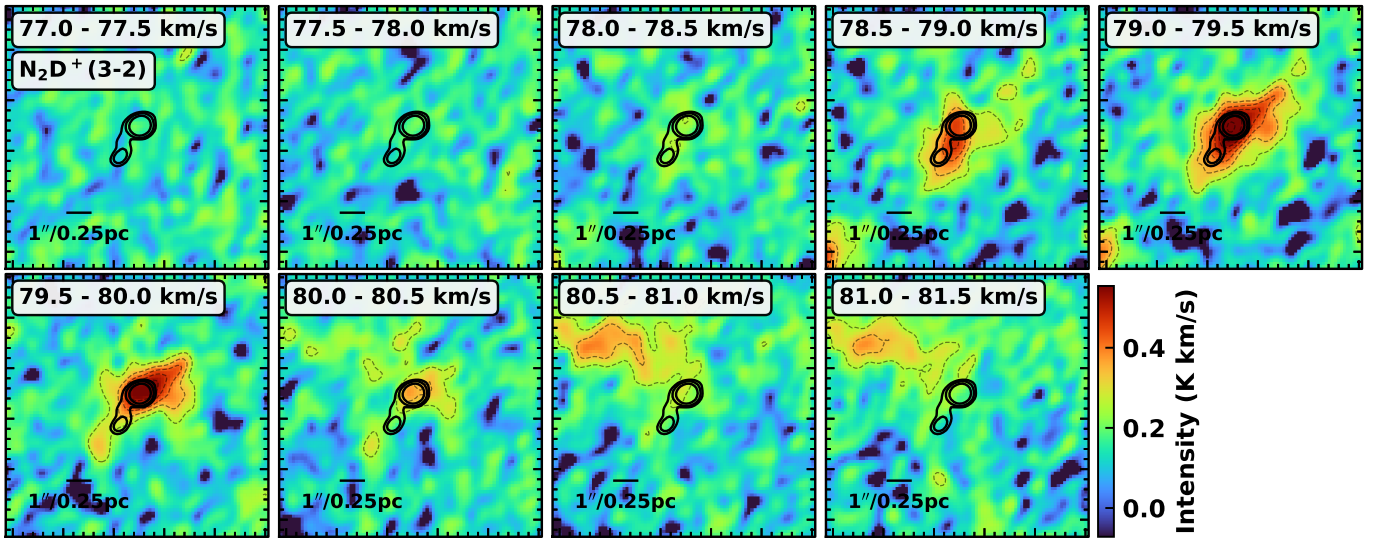 77.0 - 77.5 km/s
N₂D⁺(3-2)
1′′/0.25pc
77.5 - 78.0 km/s
1′′/0.25pc
78.0 - 78.5 km/s
1′′/0.25pc
78.5 - 79.0 km/s
1′′/0.25pc
79.0 - 79.5 km/s
1′′/0.25pc
79.5 - 80.0 km/s
1′′/0.25pc
80.0 - 80.5 km/s
1′′/0.25pc
80.5 - 81.0 km/s
1′′/0.25pc
81.0 - 81.5 km/s
1′′/0.25pc
0.4
0.2
0.0
Intensity (K km/s)